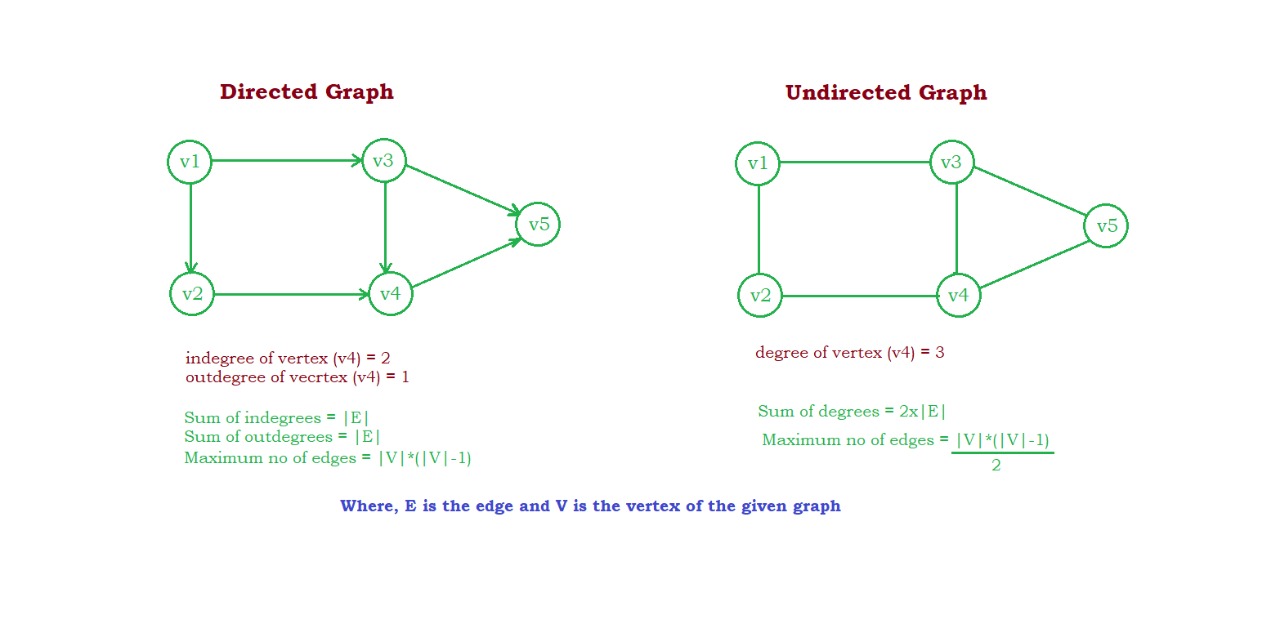 Directed Graph
v1
v3
v5
v2
v4
indegree of vertex (v4) = 2
outdegree of vecrtex (v4) = 1
Sum of indegrees = |E|
Sum of outdegrees = |E|
Maximum no of edges = |V|*(|V|-1)
Undirected Graph
v1
v3
v5
v2
v4
degree of vertex (v4) = 3
Sum of degrees = 2x|E|
Maximum no of edges = |V|*(|V|-1)
2
Where, E is the edge and V is the vertex of the given graph